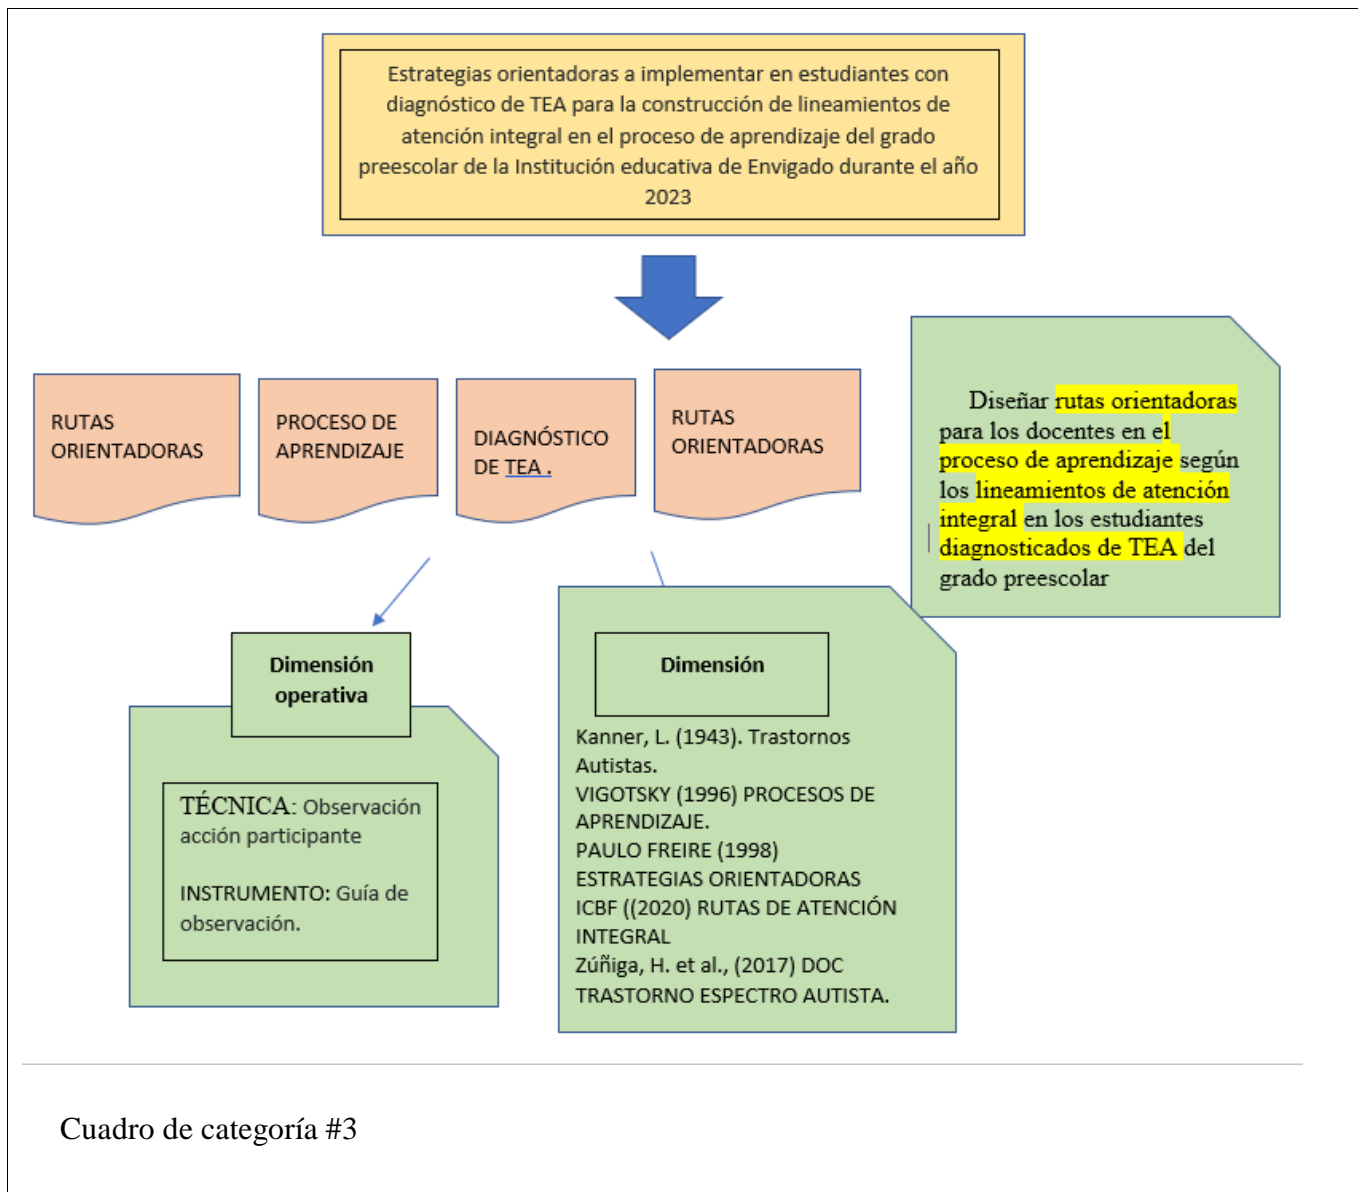 Estrategias orientadoras a implementar en estudiantes con
diagnóstico de TEA para la construcción de lineamientos de
atención integral en el proceso de aprendizaje del grado
preescolar de la Institución educativa de Envigado durante el año
2023
RUTAS
ORIENTADORAS
PROCESO DE
APRENDIZAJE
DIAGNÓSTICO
DE TEA .
RUTAS
ORIENTADORAS
Diseñar rutas orientadoras
para los docentes en el
proceso de aprendizaje según
los lineamientos de atención
integral en los estudiantes
diagnosticados de TEA del
grado preescolar
Dimensión
operativa
TÉCNICA: Observación
acción participante
INSTRUMENTO: Guía de
observación.
Dimensión
Kanner, L. (1943). Trastornos
Autistas.
VIGOTSKY (1996) PROCESOS DE
APRENDIZAJE.
PAULO FREIRE (1998)
ESTRATEGIAS ORIENTADORAS
ICBF ((2020) RUTAS DE ATENCIÓN
INTEGRAL
Zúñiga, H. et al., (2017) DOC
TRASTORNO ESPECTRO AUTISTA.
Cuadro de categoría #3